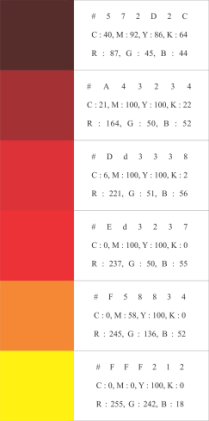 # 5 7 2 D 2 C
C : 40, M : 92, Y : 86, K : 64
R : 87, G : 45, B : 44
# A 4 3 2 3 4
C : 21, M : 100, Y : 100, K : 22
R : 164, G : 50, B : 52
# D d 3 3 3 8
C : 6, M : 100, Y : 100, K : 2
R : 221, G : 51, B : 56
# E d 3 2 3 7
C : 0, M : 100, Y : 100, K : 0
R : 237, G : 50, B : 55
# F 5 8 8 3 4
C : 0, M : 58, Y : 100, K : 0
R : 245, G : 136, B : 52
# F F F 2 1 2
C : 0, M : 0, Y : 100, K : 0
R : 255, G : 242, B : 18